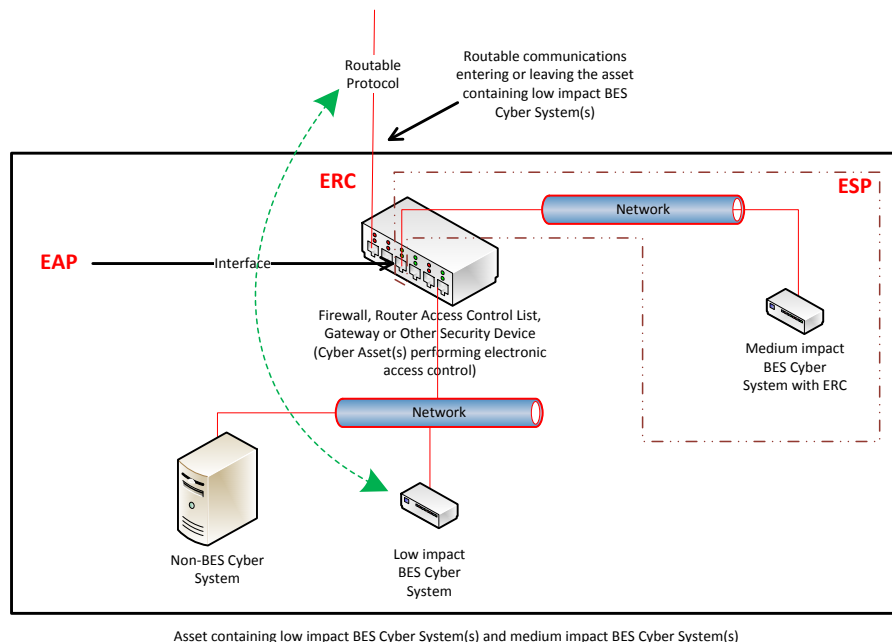 Routable
Protocol
Routable communications
entering or leaving the asset
containing low impact BES
Cyber System(s)
ERC
ESP
Network
EAP
Interface
Firewall, Router Access Control List,
Gateway or Other Security Device
(Cyber Asset(s) performing electronic
access control)
Medium impact
BES Cyber
System with ERC
Network
Non-BES Cyber
System
Low impact
BES Cyber
System
Asset containing low impact BES Cyber System(s) and medium impact BES Cyber System(s)